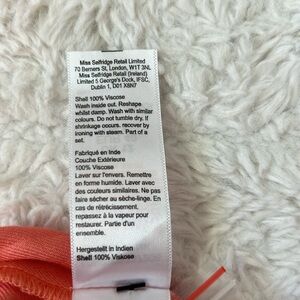 Miss Selfridge Retail Limited
70 Berners St, London, W1T 3NL
Miss Selfridge Retail (Ireland)
Limited 5 George's Dock, IFSC,
Dublin 1, D01 X8N7
Shell 100% Viscose
Wash inside out. Reshape
whilst damp. Wash with similar
colours. Do not tumble dry. If
shrinkage occurs, recover by
ironing with steam. Part of a
set.
Fabriqué en Inde
Couche Extérieure
100% Viscose
Laver sur l'envers. Remettre
en forme humide. Laver avec
des couleurs similaires. Ne pas
faire sécher au sèche-linge. En
cas de rétrécissement,
repassez à la vapeur pour
restaurer. Partie d'un
ensemble.
Hergestellt in Indien
Shell 100% Viskose